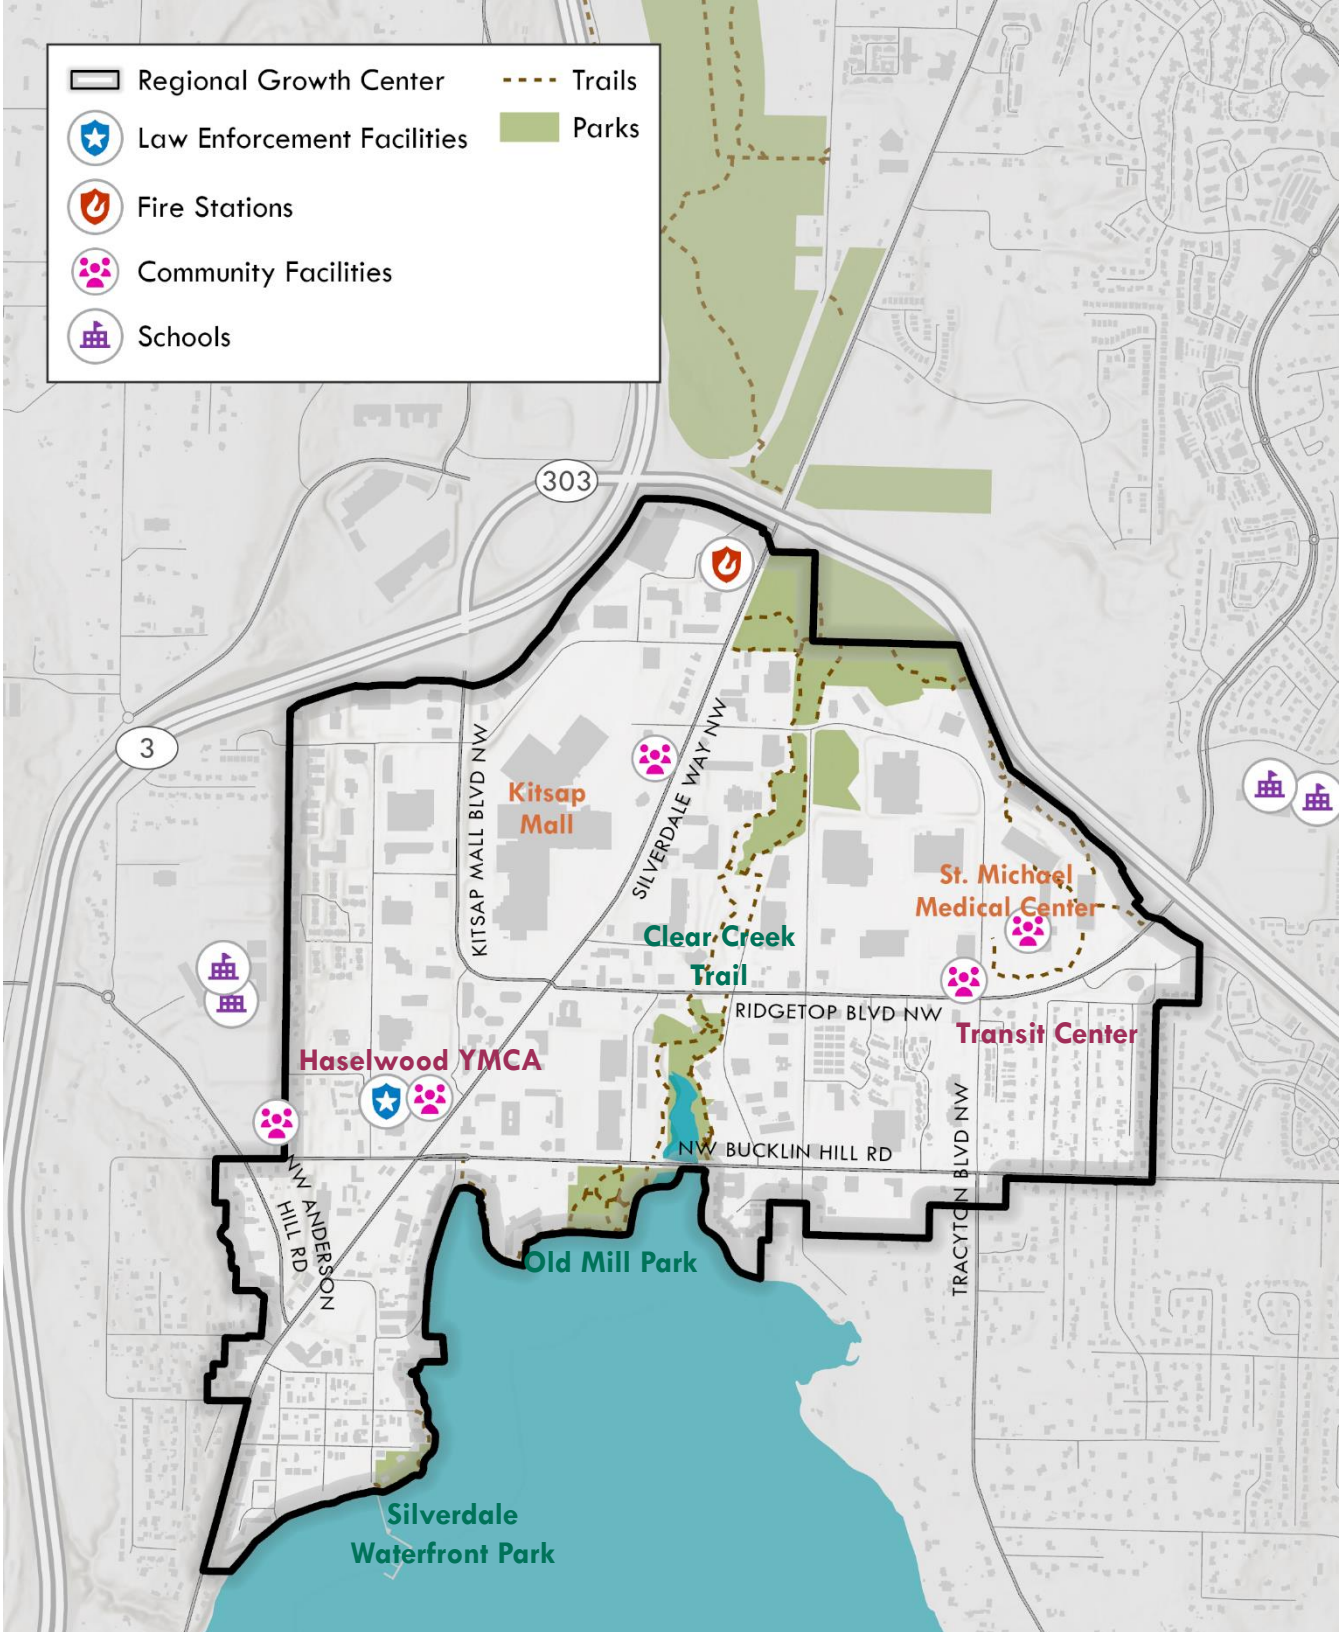 Regional Growth Center
Law Enforcement Facilities
Fire Stations
Community Facilities
Schools
Trails
Parks
303
3
KITSAP MALL BLVD NW
Kitsap
Mall
SILVERDALE WAY NW
St. Michael
Medical Center
Clear Creek
Trail
RIDGETOP BLVD NW
Transit Center
Haselwood YMCA
NW BUCKLIN HILL RD
TRACYTON BLVD NW
NW ANDERSON
HILL RD
Old Mill Park
Silverdale
Waterfront Park